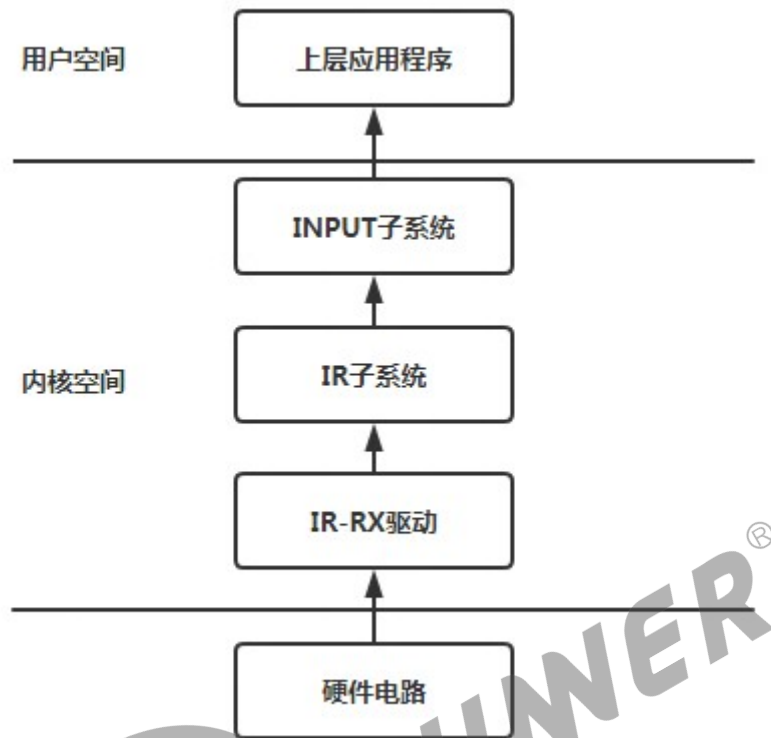 用户空间
上层应用程序
INPUT子系统
内核空间
IR子系统
IR-RX驱动
硬件电路
UNNER®